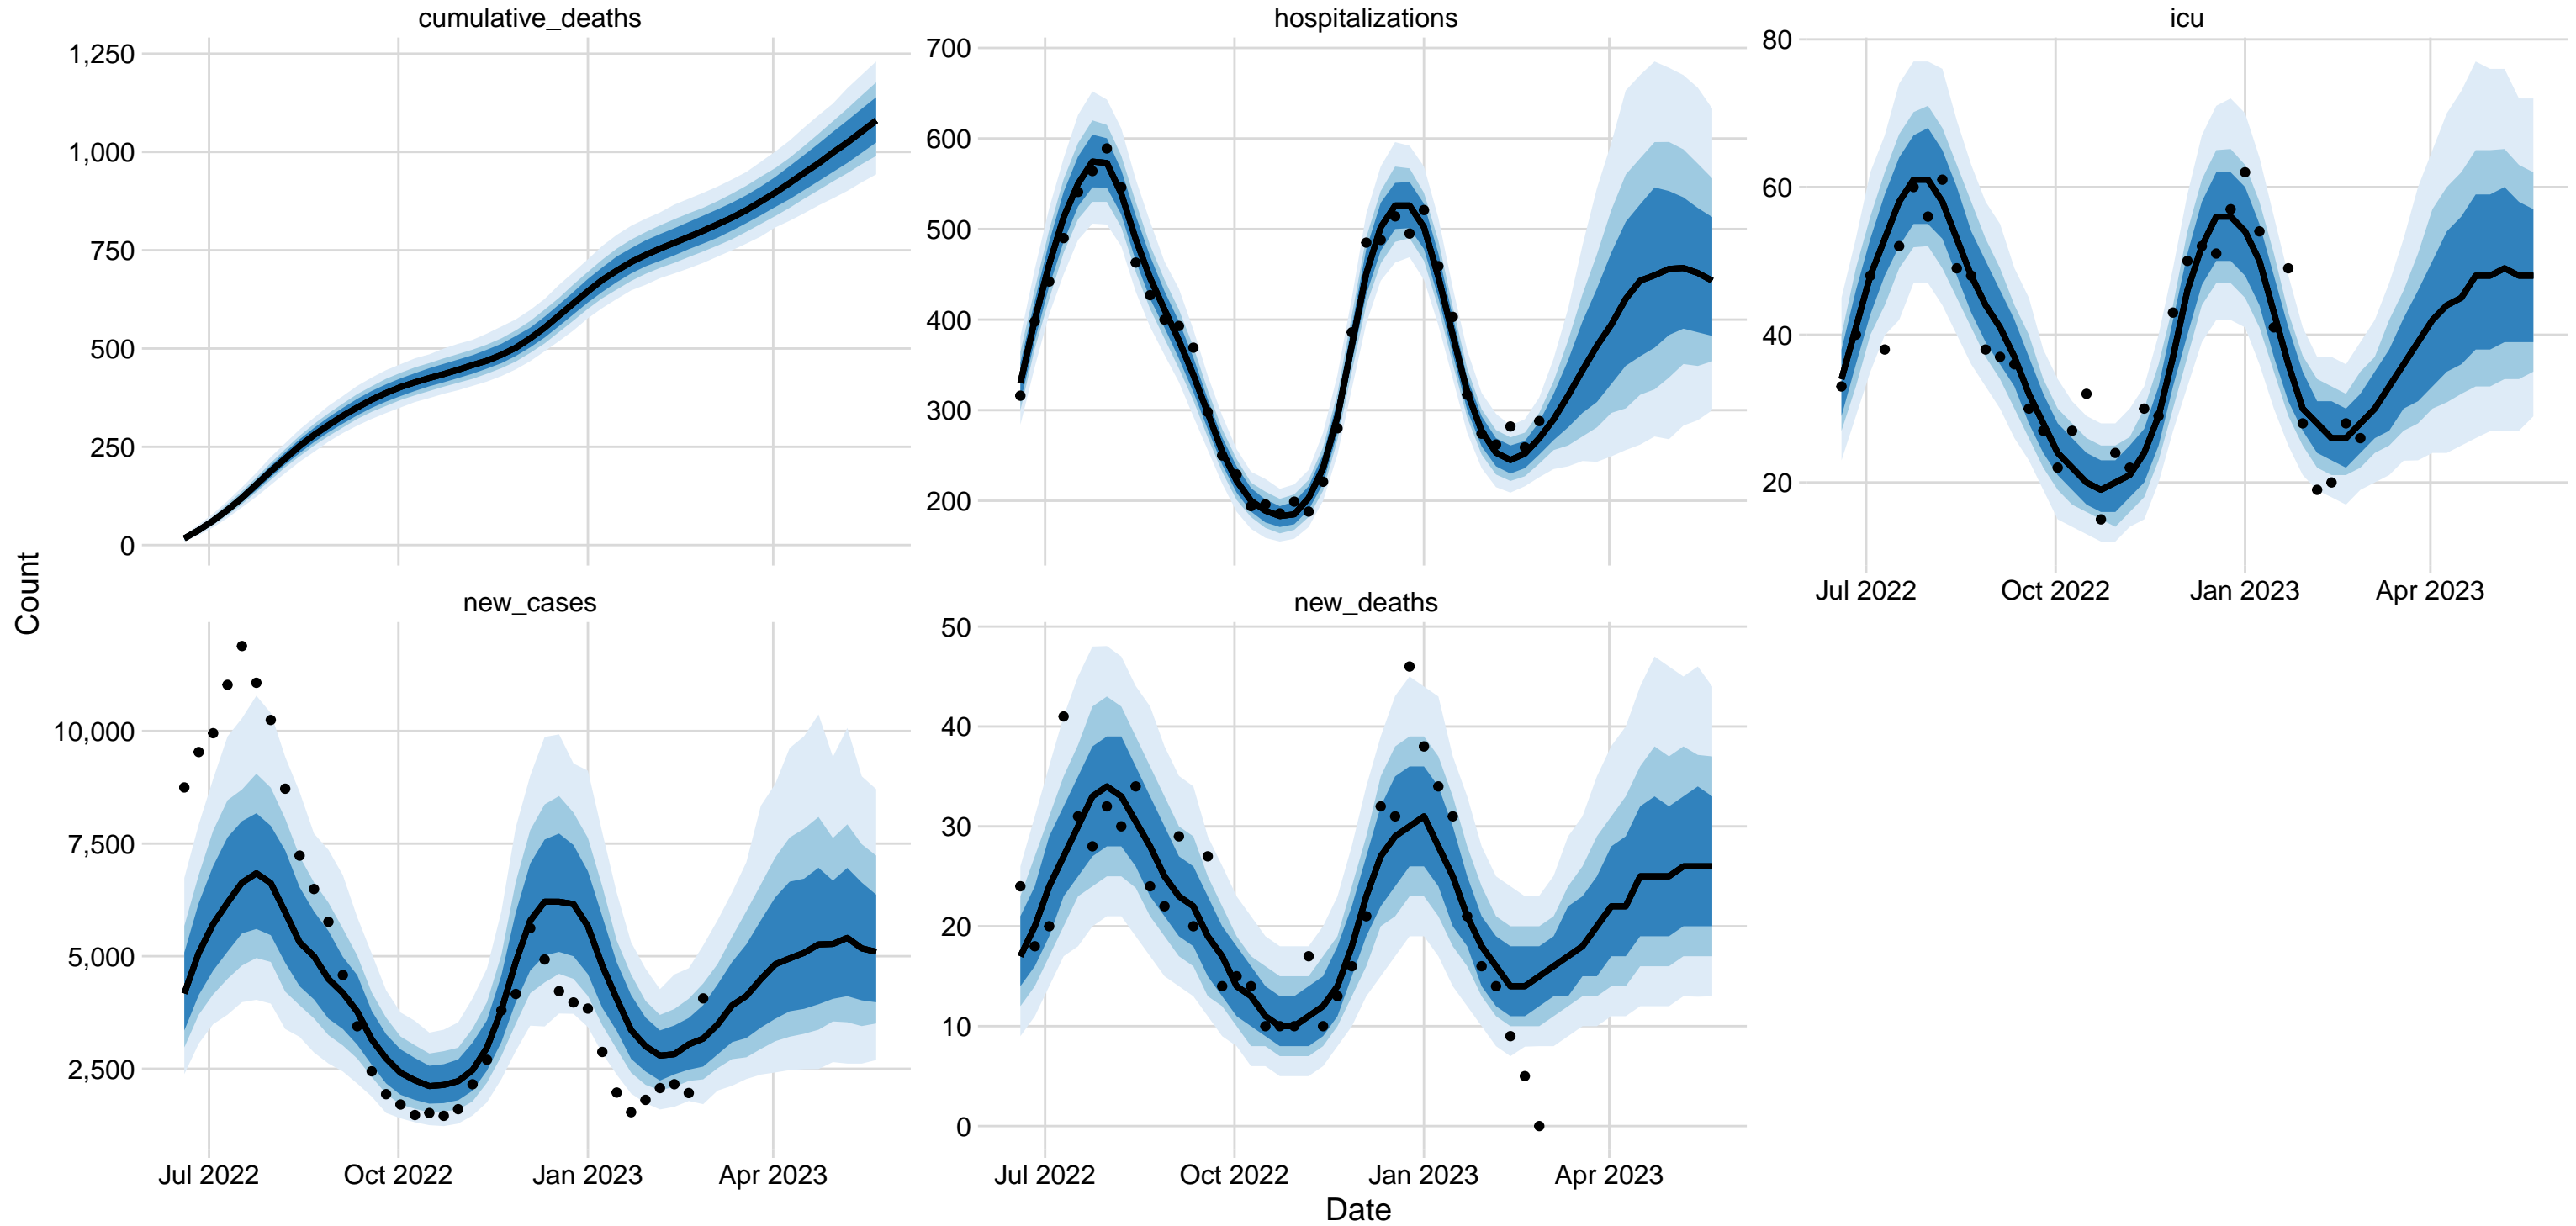 cumulative_deaths
1,250
1,000
750
500
250
0
hospitalizations
700
600
500
400
300
200
icu
80
60
40
20
Jul 2022 Oct 2022 Jan 2023 Apr 2023
Count
new_cases
10,000
7,500
5,000
2,500
Jul 2022 Oct 2022 Jan 2023 Apr 2023
new_deaths
50
40
30
20
10
0
Jul 2022 Oct 2022 Jan 2023 Apr 2023
Date